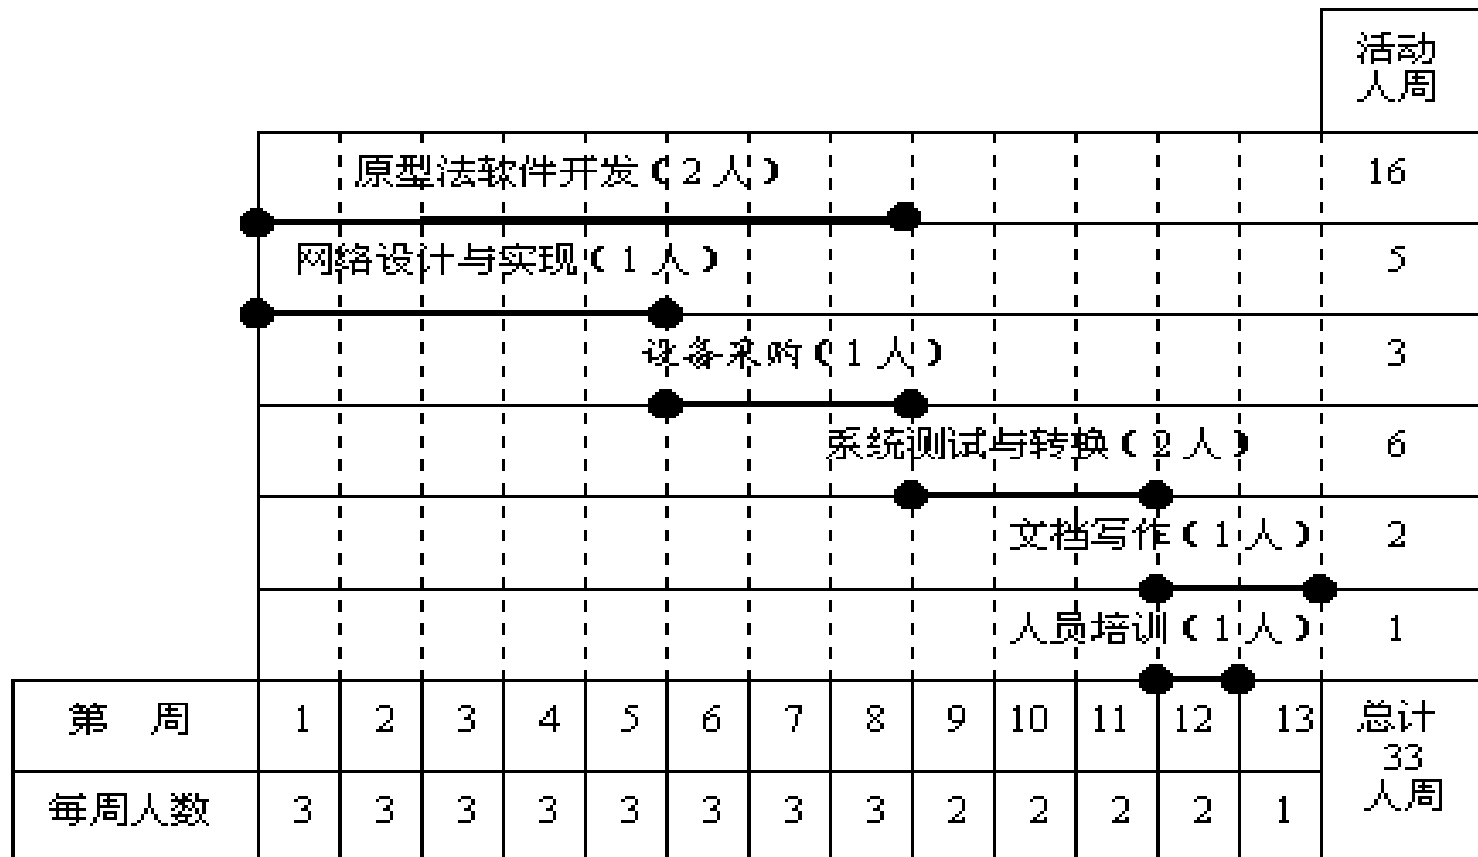 活动
人周
原型法软件开发（2人） 16
网络设计与实现（1人） 5
设备采购（1人） 3
系统测试与转换（2人） 6
文档写作（1人） 2
人员培训（1人） 1
第 周 1 2 3 4 5 6 7 8 9 10 11 12 13 总计
33
每周人数 3 3 3 3 3 3 3 3 2 2 2 2 1 人周